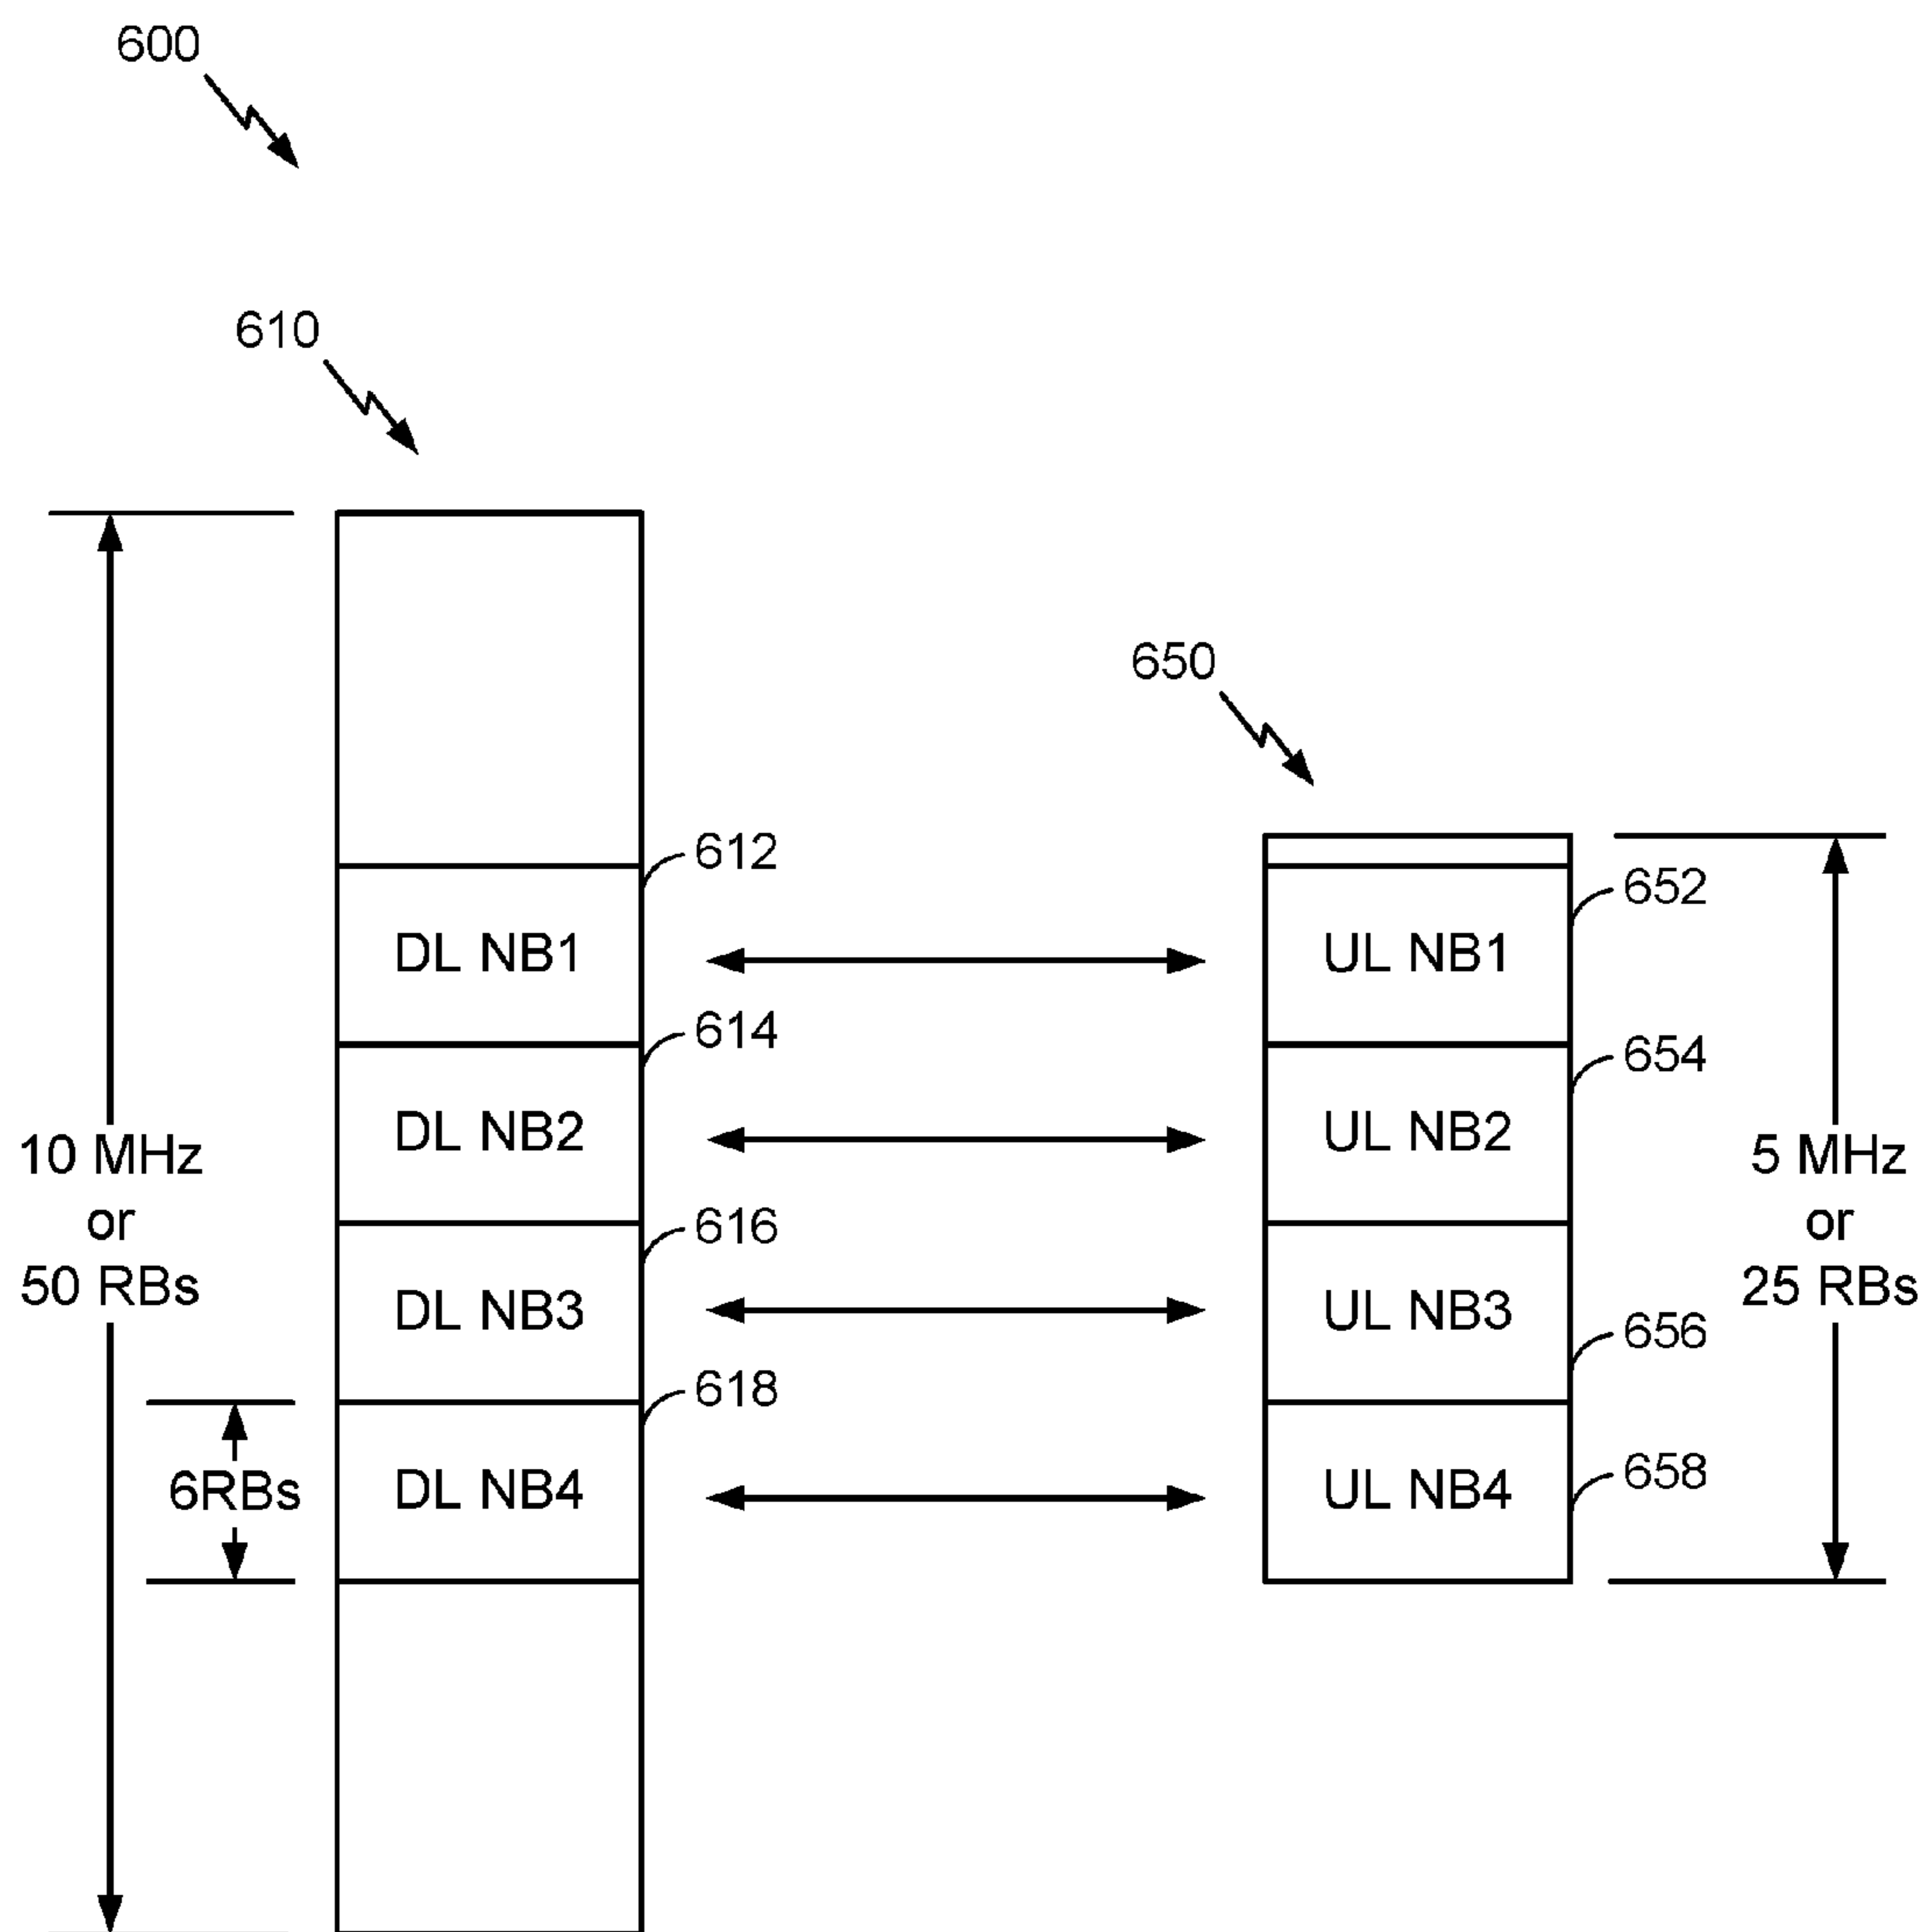 600
610
650
612
652
DL NB1
UL NB1
614
654
DL NB2
UL NB2
10 MHz
or
50 RBs
5 MHz
or
25 RBs
616
656
DL NB3
UL NB3
618
658
6RBs
DL NB4
UL NB4